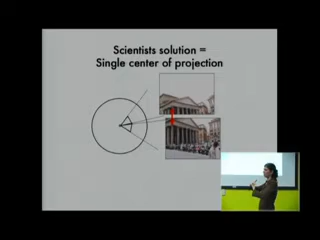 Scientists solution =
Single center of projection